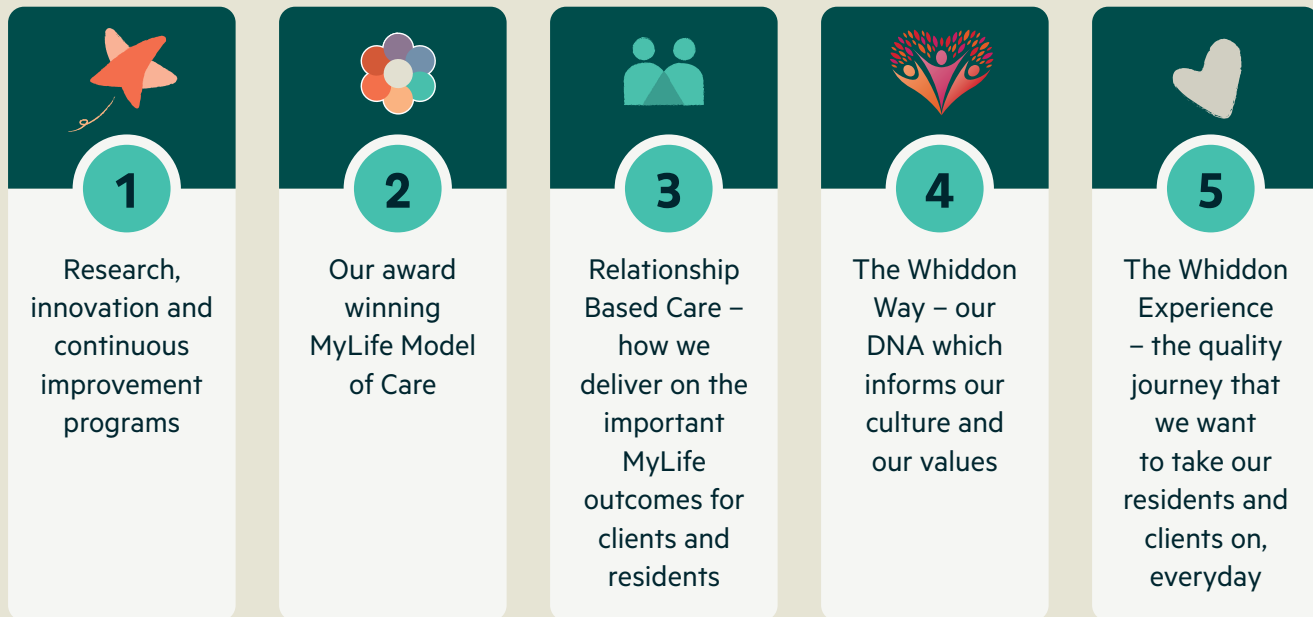 1
Research,
innovation and
continuous
improvement
programs
2
Our award
winning
MyLife Model
of Care
3
Relationship
Based Care –
how we
deliver on the
important
MyLife
outcomes for
clients and
residents
4
The Whiddon
Way – our
DNA which
informs our
culture and
our values
5
The Whiddon
Experience
– the quality
journey that
we want
to take our
residents and
clients on,
everyday